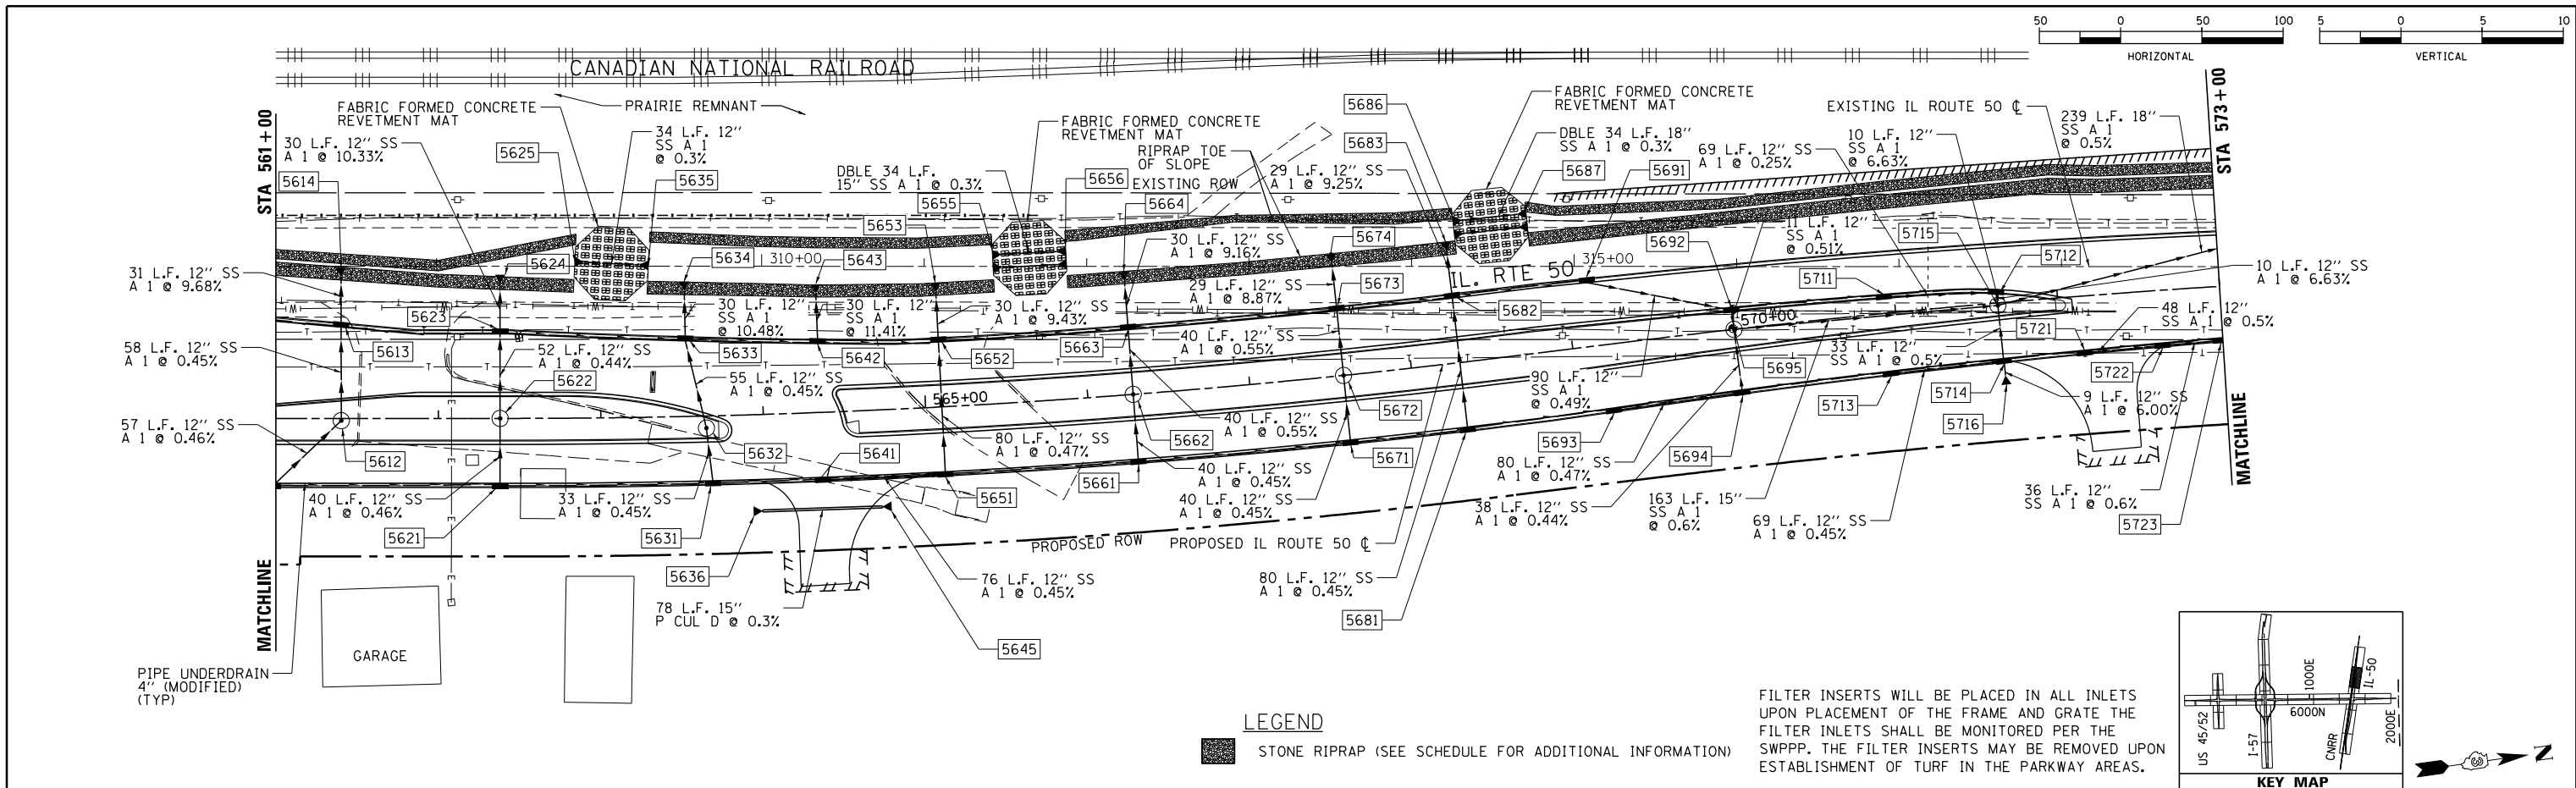 50 0 50 100
HORIZONTAL
5 0 5 10
VERTICAL
CANADIAN NATIONAL RAILROAD
STA 561+00
MATCHLINE
STA 573+00
MATCHLINE
FABRIC FORMED CONCRETE
REVETMENT MAT
PRAIRIE REMNANT
30 L.F. 12" SS
A 1 @ 10.33%
5614
5625
34 L.F. 12"
SS A 1
@ 0.3%
5635
DBLE 34 L.F.
15" SS A 1 @ 0.3%
5655
5653
FABRIC FORMED CONCRETE
REVETMENT MAT
RIPRAP TOE
OF SLOPE
EXISTING ROW
5656
5664
5686
5683
29 L.F. 12" SS
A 1 @ 9.25%
FABRIC FORMED CONCRETE
REVETMENT MAT
DBLE 34 L.F. 18"
SS A 1 @ 0.3%
5687
5691
69 L.F. 12" SS
A 1 @ 0.25%
EXISTING IL ROUTE 50 ℄
10 L.F. 12"
SS A 1
@ 6.63%
239 L.F. 18"
SS A 1
@ 0.5%
31 L.F. 12" SS
A 1 @ 9.68%
5624
5634
310+00
5643
30 L.F. 12" SS
A 1 @ 9.16%
5674
5692
11 L.F. 12"
SS A 1
@ 0.51%
5715
5712
315+00
IL. RTE 50
5711
10 L.F. 12" SS
A 1 @ 6.63%
5623
30 L.F. 12"
SS A 1
@ 10.48%
30 L.F. 12"
SS A 1
@ 11.41%
30 L.F. 12" SS
A 1 @ 9.43%
29 L.F. 12" SS
A 1 @ 8.87%
5673
5682
570+00
5721
48 L.F. 12"
SS A 1 @ 0.5%
58 L.F. 12" SS
A 1 @ 0.45%
5613
52 L.F. 12" SS
A 1 @ 0.44%
5622
5633
5642
5652
5663
40 L.F. 12" SS
A 1 @ 0.55%
33 L.F. 12"
SS A 1 @ 0.5%
5695
5722
55 L.F. 12" SS
A 1 @ 0.45%
565+00
90 L.F. 12"
SS A 1
@ 0.49%
5713
5714
9 L.F. 12" SS
A 1 @ 6.00%
5716
57 L.F. 12" SS
A 1 @ 0.46%
5612
5632
5641
80 L.F. 12" SS
A 1 @ 0.47%
40 L.F. 12" SS
A 1 @ 0.55%
5662
5672
5671
5693
5694
40 L.F. 12" SS
A 1 @ 0.46%
33 L.F. 12" SS
A 1 @ 0.45%
5651
5661
40 L.F. 12" SS
A 1 @ 0.45%
40 L.F. 12" SS
A 1 @ 0.45%
80 L.F. 12" SS
A 1 @ 0.47%
38 L.F. 12" SS
A 1 @ 0.44%
163 L.F. 15"
SS A 1
@ 0.6%
69 L.F. 12" SS
A 1 @ 0.45%
36 L.F. 12"
SS A 1 @ 0.6%
5723
5621
5631
5636
PROPOSED ROW
PROPOSED IL ROUTE 50 ℄
76 L.F. 12" SS
A 1 @ 0.45%
80 L.F. 12" SS
A 1 @ 0.45%
78 L.F. 15"
P CUL D @ 0.3%
5645
5681
GARAGE
PIPE UNDERDRAIN
4" (MODIFIED)
(TYP)
LEGEND
STONE RIPRAP (SEE SCHEDULE FOR ADDITIONAL INFORMATION)
FILTER INSERTS WILL BE PLACED IN ALL INLETS
UPON PLACEMENT OF THE FRAME AND GRATE THE
FILTER INLETS SHALL BE MONITORED PER THE
SWPPP. THE FILTER INSERTS MAY BE REMOVED UPON
ESTABLISHMENT OF TURF IN THE PARKWAY AREAS.
US 45/52
I-57
1000E
6000N
CNRR
IL-50
2000E
KEY MAP
N